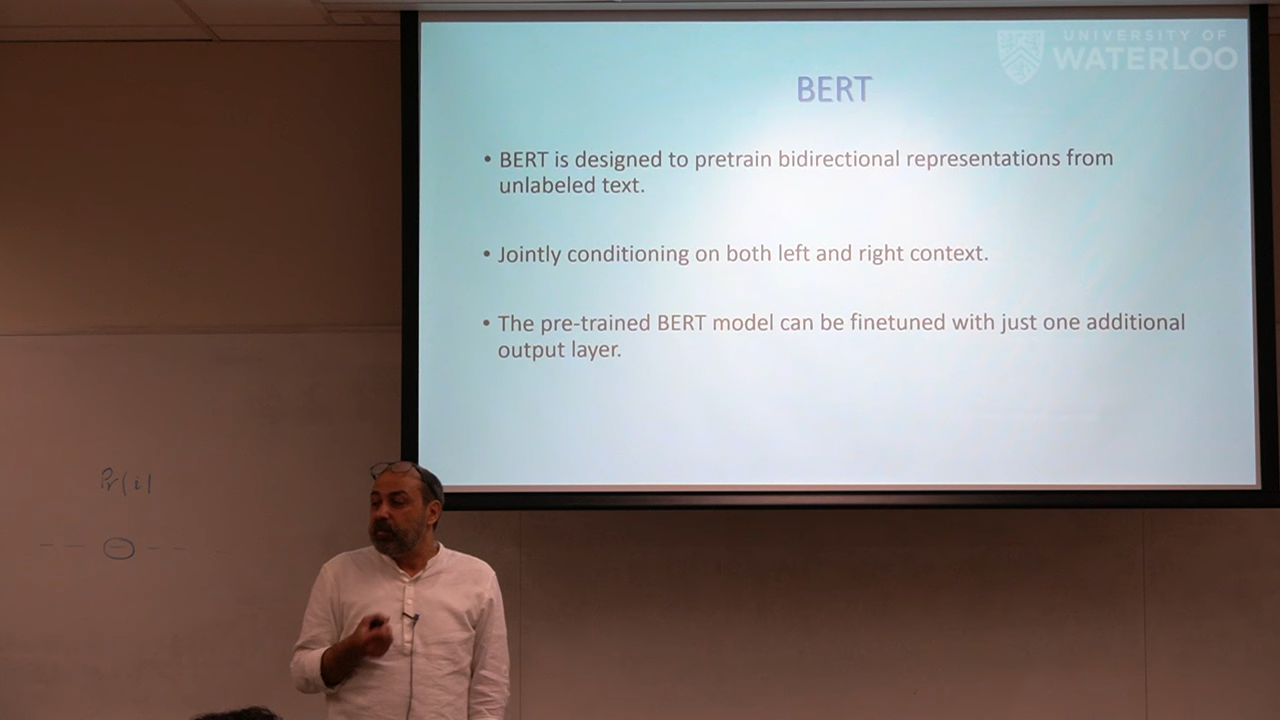 UNIVERSITY OF
WATERLOO
BERT
• BERT is designed to pretrain bidirectional representations from
unlabeled text.
• Jointly conditioning on both left and right context.
• The pre-trained BERT model can be finetuned with just one additional
output layer.
Pr(i|